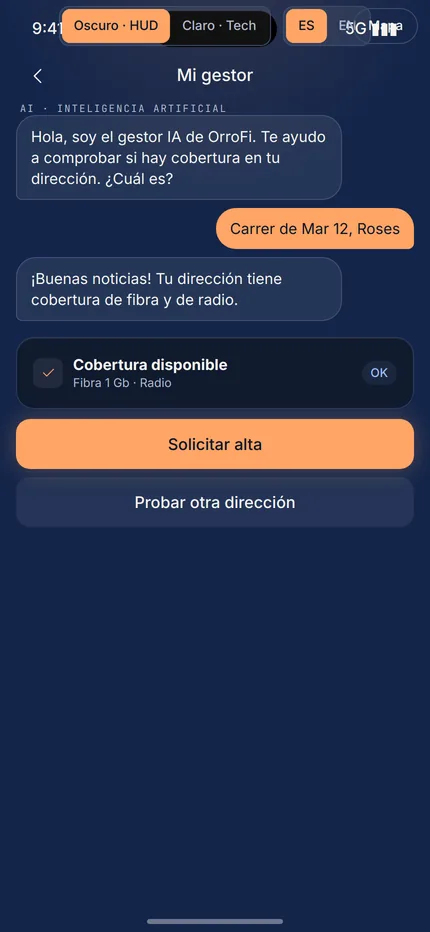 9:41
Oscuro · HUD
Claro · Tech
ES
EN
5G
Mapa
Mi gestor
AI · INTELIGENCIA ARTIFICIAL
Hola, soy el gestor IA de OrroFi. Te ayudo
a comprobar si hay cobertura en tu
dirección. ¿Cuál es?
Carrer de Mar 12, Roses
¡Buenas noticias! Tu dirección tiene
cobertura de fibra y de radio.
Cobertura disponible
Fibra 1 Gb · Radio
OK
Solicitar alta
Probar otra dirección